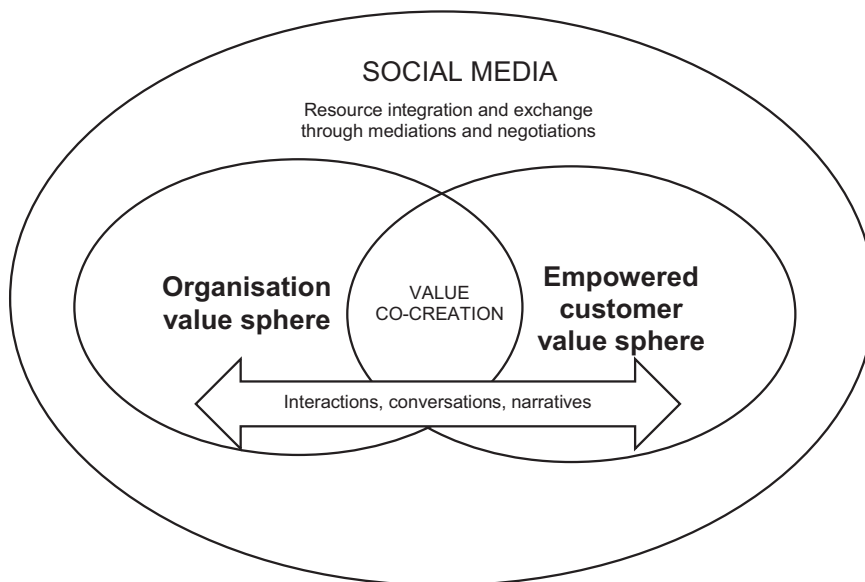 SOCIAL MEDIA
Resource integration and exchange
through mediations and negotiations
Organisation
value sphere
VALUE
CO-CREATION
Empowered
customer
value sphere
Interactions, conversations, narratives